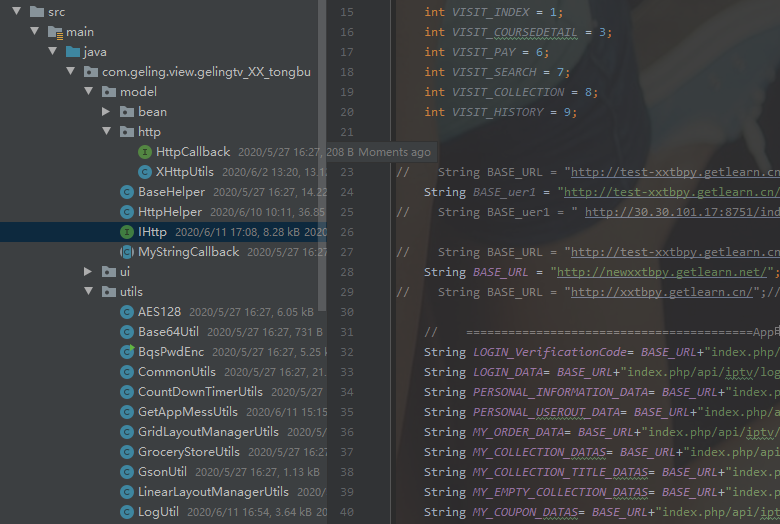 src
main
java
com.geling.view.gelingtv_XX_tongbu
model
bean
http
HttpCallback 2020/5/27 16:27, 208 B Moments ago
XHttpUtils 2020/6/2 13:20, 13.1
BaseHelper 2020/5/27 16:27, 14.22
HttpHelper 2020/6/10 10:11, 36.85
IHttp 2020/6/11 17:08, 8.28 kB 2020
MyStringCallback 2020/5/27 16:27
ui
utils
AES128 2020/5/27 16:27, 6.05 kB
Base64Util 2020/5/27 16:27, 731 B
BqsPwdEnc 2020/5/27 16:27, 5.25
CommonUtils 2020/5/27 16:27, 21.
CountDownTimerUtils 2020/5/27
GetAppMessUtils 2020/6/11 15:15
GridLayoutManagerUtils 2020/5/
GroceryStoreUtils 2020/5/27 16:27,
GsonUtil 2020/5/27 16:27, 1.13 kB
LinearLayoutManagerUtils 2020/
LogUtil 2020/6/11 16:54, 3.64 kB 20
15 int VISIT_INDEX = 1;
16 int VISIT_COURSEDETAIL = 3;
17 int VISIT_PAY = 6;
18 int VISIT_SEARCH = 7;
19 int VISIT_COLLECTION = 8;
20 int VISIT_HISTORY = 9;
21
23 // String BASE_URL = "http://test-xxtbpy.getlearn.cn
24 String BASE_uer1 = "http://test-xxtbpy.getlearn.cn/
25 // String BASE_uer1 = " http://30.30.101.17:8751/ind
26
27 // String BASE_URL = "http://test-xxtbpy.getlearn.cn
28 String BASE_URL = "http://newxxtbpy.getlearn.net/";
29 // String BASE_URL = "http://xxtbpy.getlearn.cn/";//
30
31 // =========================================App
32 String LOGIN_VerificationCode= BASE_URL+"index.php/
33 String LOGIN_DATA= BASE_URL+"index.php/api/iptv/log
34 String PERSONAL_INFORMATION_DATA= BASE_URL+"index.p
35 String PERSONAL_USEROUT_DATA= BASE_URL+"index.php/a
36 String MY_ORDER_DATA= BASE_URL+"index.php/api/iptv/
37 String MY_COLLECTION_DATAS= BASE_URL+"index.php/api
38 String MY_COLLECTION_TITLE_DATAS= BASE_URL+"index.p
39 String MY_EMPTY_COLLECTION_DATAS= BASE_URL+"index.p
40 String MY_COUPON_DATAS= BASE_URL+"index.php/api/ipt